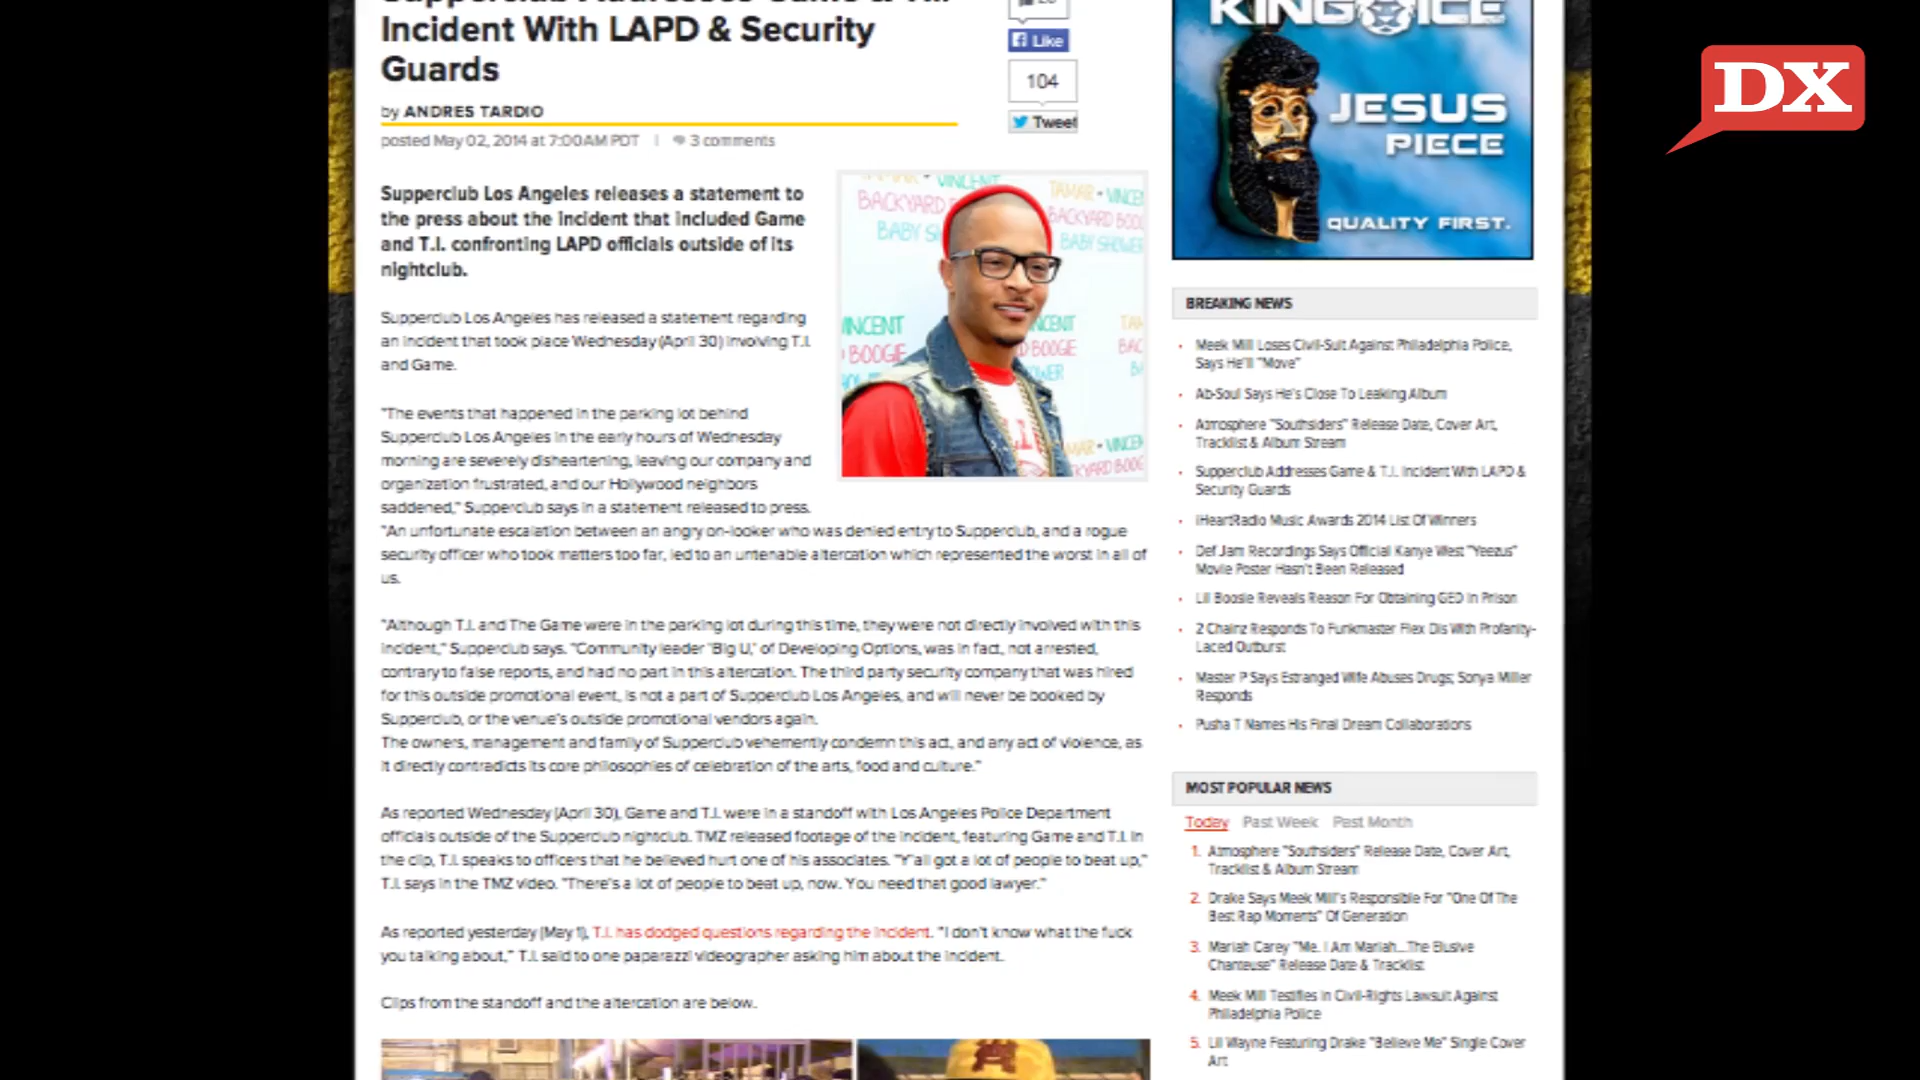 Supperclub Addresses Game & T.I.
Incident With LAPD & Security
Guards
by ANDRES TARDIO
posted May 02, 2014 at 7:00AM PDT | 3 comments
Like
104
Tweet
KING ICE
JESUS
PIECE
QUALITY FIRST.
DX
Supperclub Los Angeles releases a statement to
the press about the incident that included Game
and T.I. confronting LAPD officials outside of its
nightclub.
Supperclub Los Angeles has released a statement regarding
an incident that took place Wednesday (April 30) involving T.I.
and Game.
"The events that happened in the parking lot behind
Supperclub Los Angeles in the early hours of Wednesday
morning are severely disheartening, leaving our company and
organization frustrated, and our Hollywood neighbors
saddened," Supperclub says in a statement released to press.
"An unfortunate escalation between an angry on-looker who was denied entry to Supperclub, and a rogue
security officer who took matters too far, led to an untenable altercation which represented the worst in all of
us.
"Although T.I. and The Game were in the parking lot during this time, they were not directly involved with this
incident," Supperclub says. "Community leader 'Big U,' of Developing Options, was in fact, not arrested,
contrary to false reports, and had no part in this altercation. The third party security company that was hired
for this outside promotional event, is not a part of Supperclub Los Angeles, and will never be booked by
Supperclub, or the venue's outside promotional vendors again.
The owners, management and family of Supperclub vehemently condemn this act, and any act of violence, as
it directly contradicts its core philosophies of celebration of the arts, food and culture."
As reported Wednesday (April 30), Game and T.I. were in a standoff with Los Angeles Police Department
officials outside of the Supperclub nightclub. TMZ released footage of the incident, featuring Game and T.I. In
the clip, T.I. speaks to officers that he believed hurt one of his associates. "Y'all got a lot of people to beat up,"
T.I. says in the TMZ video. "There's a lot of people to beat up, now. You need that good lawyer."
As reported yesterday (May 1), T.I. has dodged questions regarding the incident. "I don't know what the fuck
you talking about," T.I. said to one paparazzi videographer asking him about the incident.
Clips from the standoff and the altercation are below.
TAMAR • VINCENT
BACKYARD BOOGIE
BABY SHOWER
BREAKING NEWS
Meek Mill Loses Civil-Suit Against Philadelphia Police,
Says He'll "Move"
Ab-Soul Says He's Close To Leaking Album
Atmosphere "Southsiders" Release Date, Cover Art,
Tracklist & Album Stream
Supperclub Addresses Game & T.I. Incident With LAPD &
Security Guards
iHeartRadio Music Awards 2014 List Of Winners
Def Jam Recordings Says Official Kanye West "Yeezus"
Movie Poster Hasn't Been Released
Lil Boosie Reveals Reason For Obtaining GED In Prison
2 Chainz Responds To Funkmaster Flex Dis With Profanity-
Laced Outburst
Master P Says Estranged Wife Abuses Drugs; Sonya Miller
Responds
Pusha T Names His Final Dream Collaborations
MOST POPULAR NEWS
Today Past Week Past Month
1. Atmosphere "Southsiders" Release Date, Cover Art,
Tracklist & Album Stream
2. Drake Says Meek Mill's Responsible For "One Of The
Best Rap Moments" Of Generation
3. Mariah Carey "Me. I Am Mariah...The Elusive
Chanteuse" Release Date & Tracklist
4. Meek Mill Testifies In Civil-Rights Lawsuit Against
Philadelphia Police
5. Lil Wayne Featuring Drake "Believe Me" Single Cover
Art